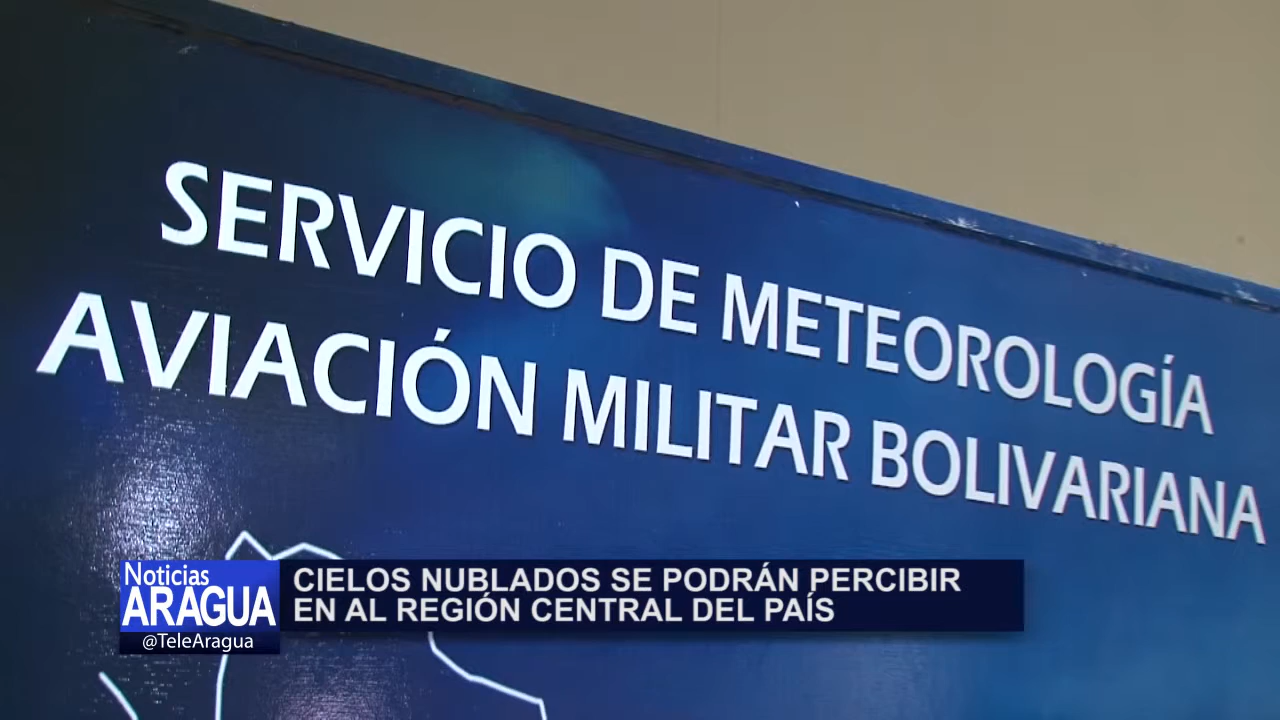 SERVICIO DE METEOROLOGÍA
AVIACIÓN MILITAR BOLIVARIANA
Noticias
ARAGUA
@TeleAragua
CIELOS NUBLADOS SE PODRÁN PERCIBIR
EN AL REGIÓN CENTRAL DEL PAÍS